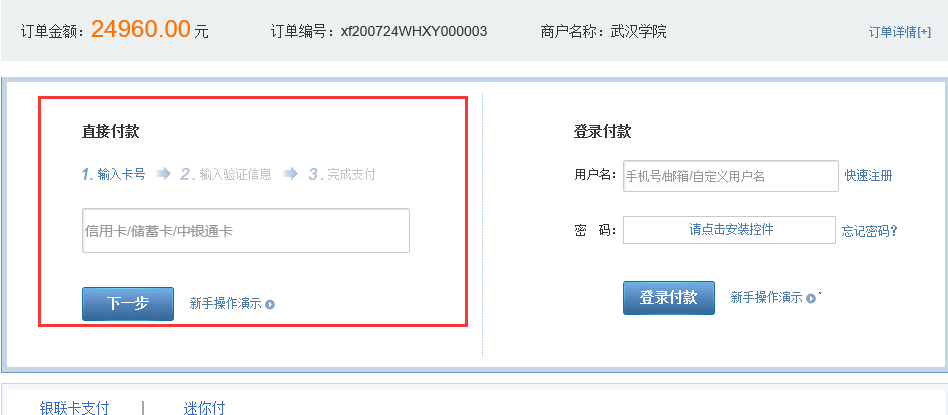 订单金额：24960.00 元 订单编号：xf200724WHXY000003 商户名称：武汉学院 订单详情[+]
直接付款
1. 输入卡号 2. 输入验证信息 3. 完成支付
信用卡/储蓄卡/中银通卡
下一步 新手操作演示
登录付款
用户名： 手机号/邮箱/自定义用户名 快速注册
密 码： 请点击安装控件 忘记密码？
登录付款 新手操作演示 `
银联卡支付 | 迷你付